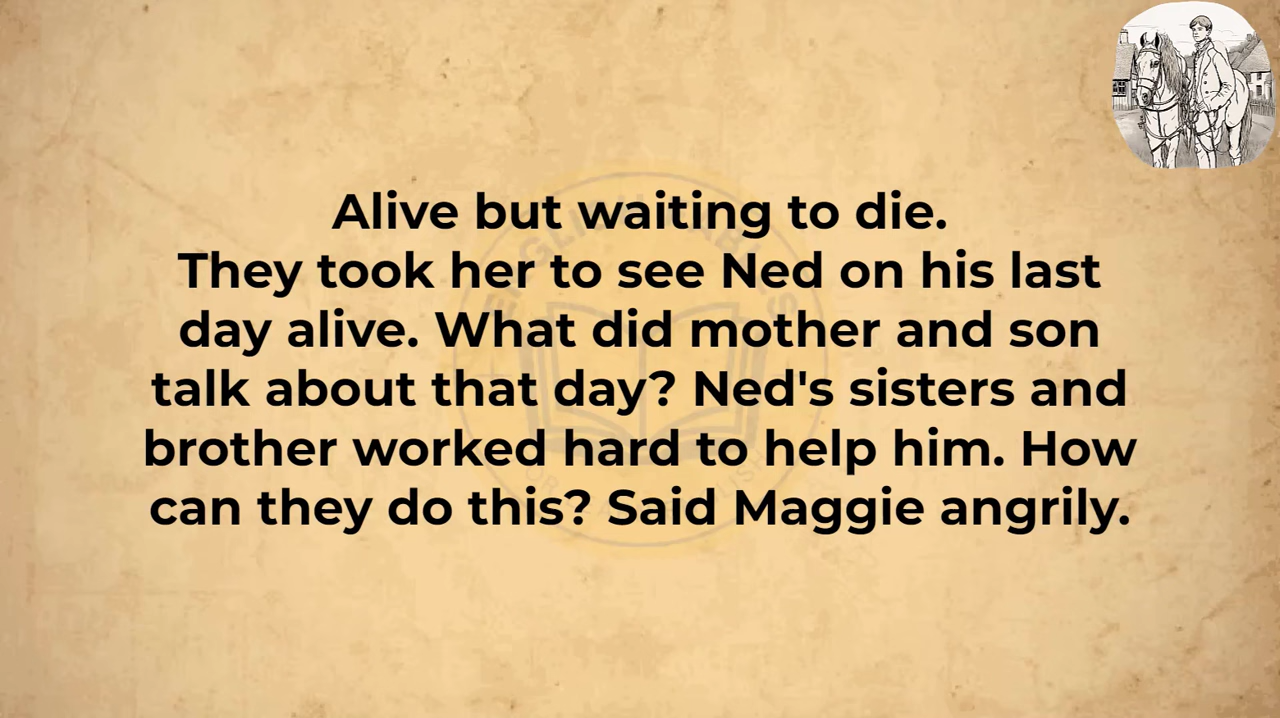 Alive but waiting to die.
They took her to see Ned on his last
day alive. What did mother and son
talk about that day? Ned's sisters and
brother worked hard to help him. How
can they do this? Said Maggie angrily.